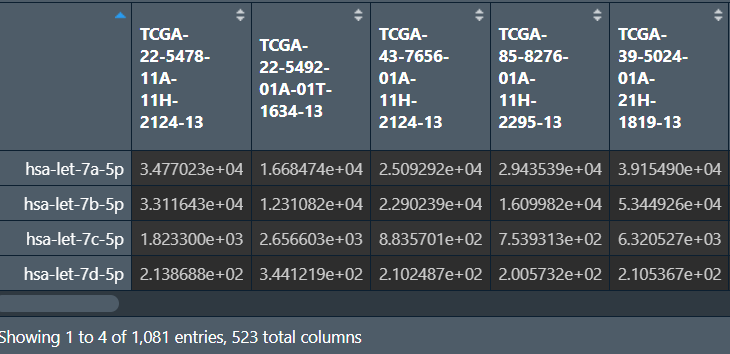 TCGA-
22-5478-
11A-
11H-
2124-13
TCGA-
22-5492-
01A-01T-
1634-13
TCGA-
43-7656-
01A-
11H-
2124-13
TCGA-
85-8276-
01A-
11H-
2295-13
TCGA-
39-5024-
01A-
21H-
1819-13
hsa-let-7a-5p 3.477023e+04 1.668474e+04 2.509292e+04 2.943539e+04 3.915490e+04
hsa-let-7b-5p 3.311643e+04 1.231082e+04 2.290239e+04 1.609982e+04 5.344926e+04
hsa-let-7c-5p 1.823300e+03 2.656603e+03 8.835701e+02 7.539313e+02 6.320527e+03
hsa-let-7d-5p 2.138688e+02 3.441219e+02 2.102487e+02 2.005732e+02 2.105367e+02
Showing 1 to 4 of 1,081 entries, 523 total columns